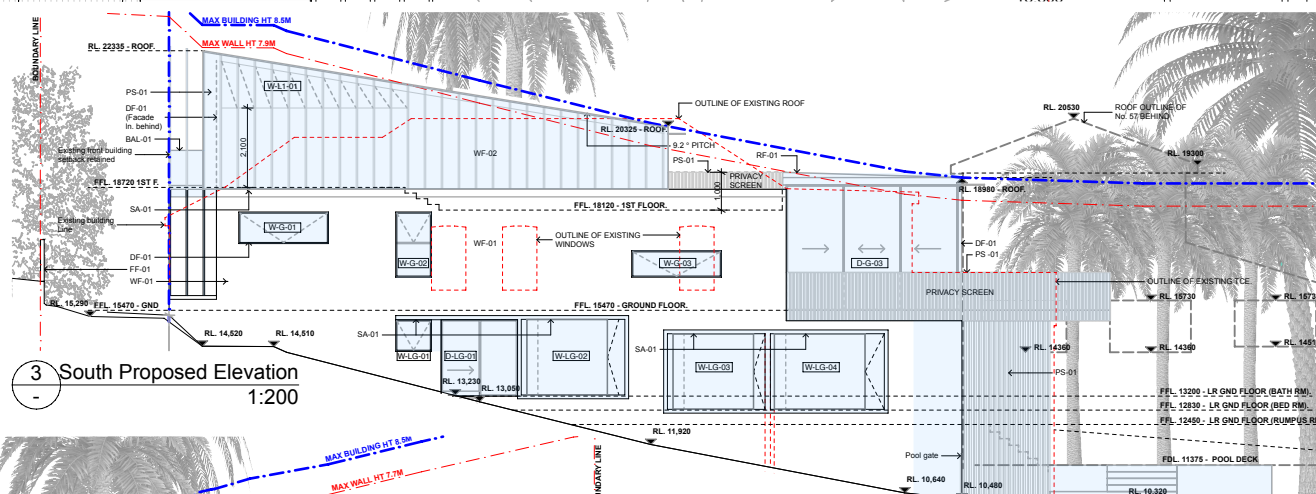 MAX BUILDING HT 8.5M
MAX WALL HT 7.9M
BOUNDARY LINE
RL. 22335 - ROOF.
PS-01
DF-01
(Facade
In. behind)
BAL-01
Existing front building
setback retained
FFL. 18720 1ST F.
SA-01
Existing building
Line
DF-01
FF-01
WF-01
RL. 15,290
FFL. 15470 - GND
RL. 14,520
RL. 14,510
W-L1-01
2,100
WF-02
RL. 20325 - ROOF.
9.2 ° PITCH
OUTLINE OF EXISTING ROOF
PS-01
RF-01
PRIVACY
SCREEN
1,000
FFL. 18120 - 1ST FLOOR.
RL. 20530
ROOF OUTLINE OF
No. 57 BEHIND
RL. 19300
RL. 18980 - ROOF.
W-G-01
W-G-02
WF-01
OUTLINE OF EXISTING
WINDOWS
W-G-03
D-G-03
DF-01
PS -01
PRIVACY SCREEN
OUTLINE OF EXISTING TCE.
RL. 15730
FFL. 15470 - GROUND FLOOR.
SA-01
W-LG-01
D-LG-01
W-LG-02
SA-01
W-LG-03
W-LG-04
RL. 14360
RL. 14360
PS-01
RL. 13,230
RL. 13,050
FFL. 13200 - LR GND FLOOR (BATH RM).
FFL. 12830 - LR GND FLOOR (BED RM).
FFL. 12450 - LR GND FLOOR (RUMPUS R
RL. 11,920
Pool gate
FDL. 11375 - POOL DECK
RL. 10,640
RL. 10,480
RL. 10,320
3
-
South Proposed Elevation
1:200
MAX BUILDING HT 8.5M
MAX WALL HT 7.7M
NDARY LINE